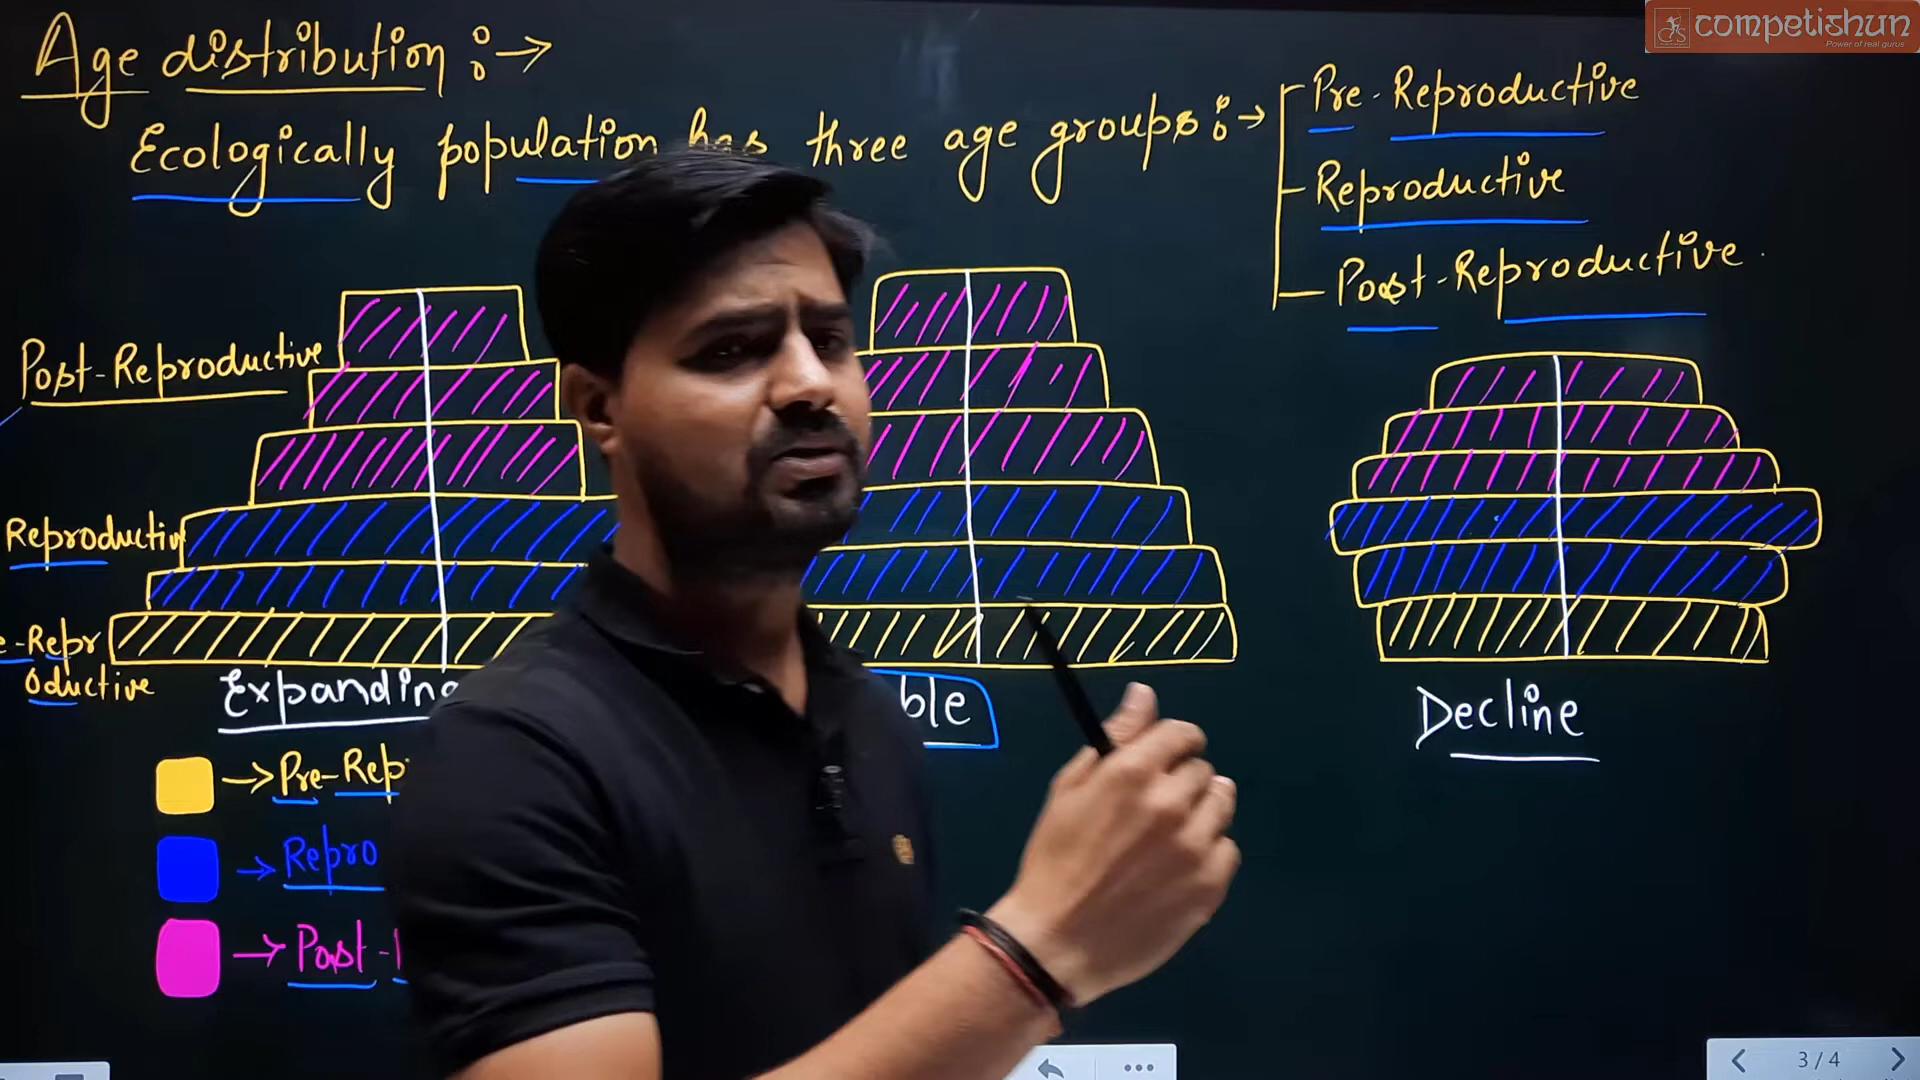 competishun
Power of real gurus
Age distribution :→
Ecologically population has three age groups :→
Pre-Reproductive
Reproductive
Post-Reproductive
Post-Reproductive
Reproductiv
e-Repr
oductive
Expanding
ble
Decline
→ Pre-Rep
→ Repro
→ Post-
3/4